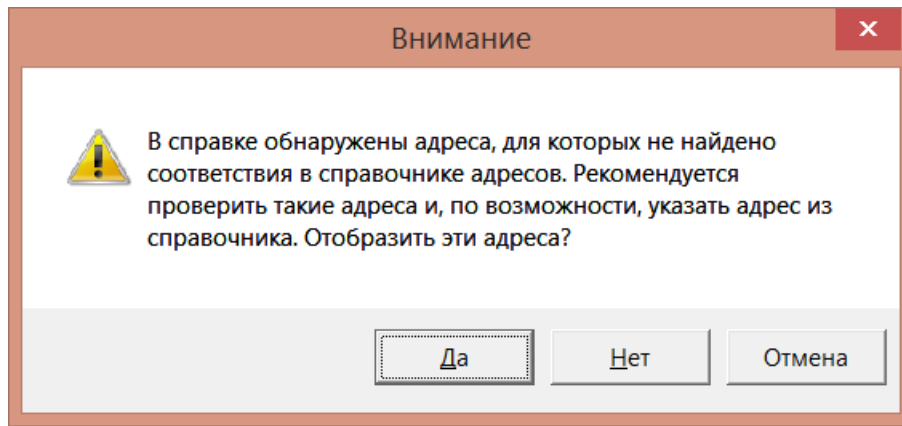 Внимание
В справке обнаружены адреса, для которых не найдено
соответствия в справочнике адресов. Рекомендуется
проверить такие адреса и, по возможности, указать адрес из
справочника. Отобразить эти адреса?
Да Нет Отмена